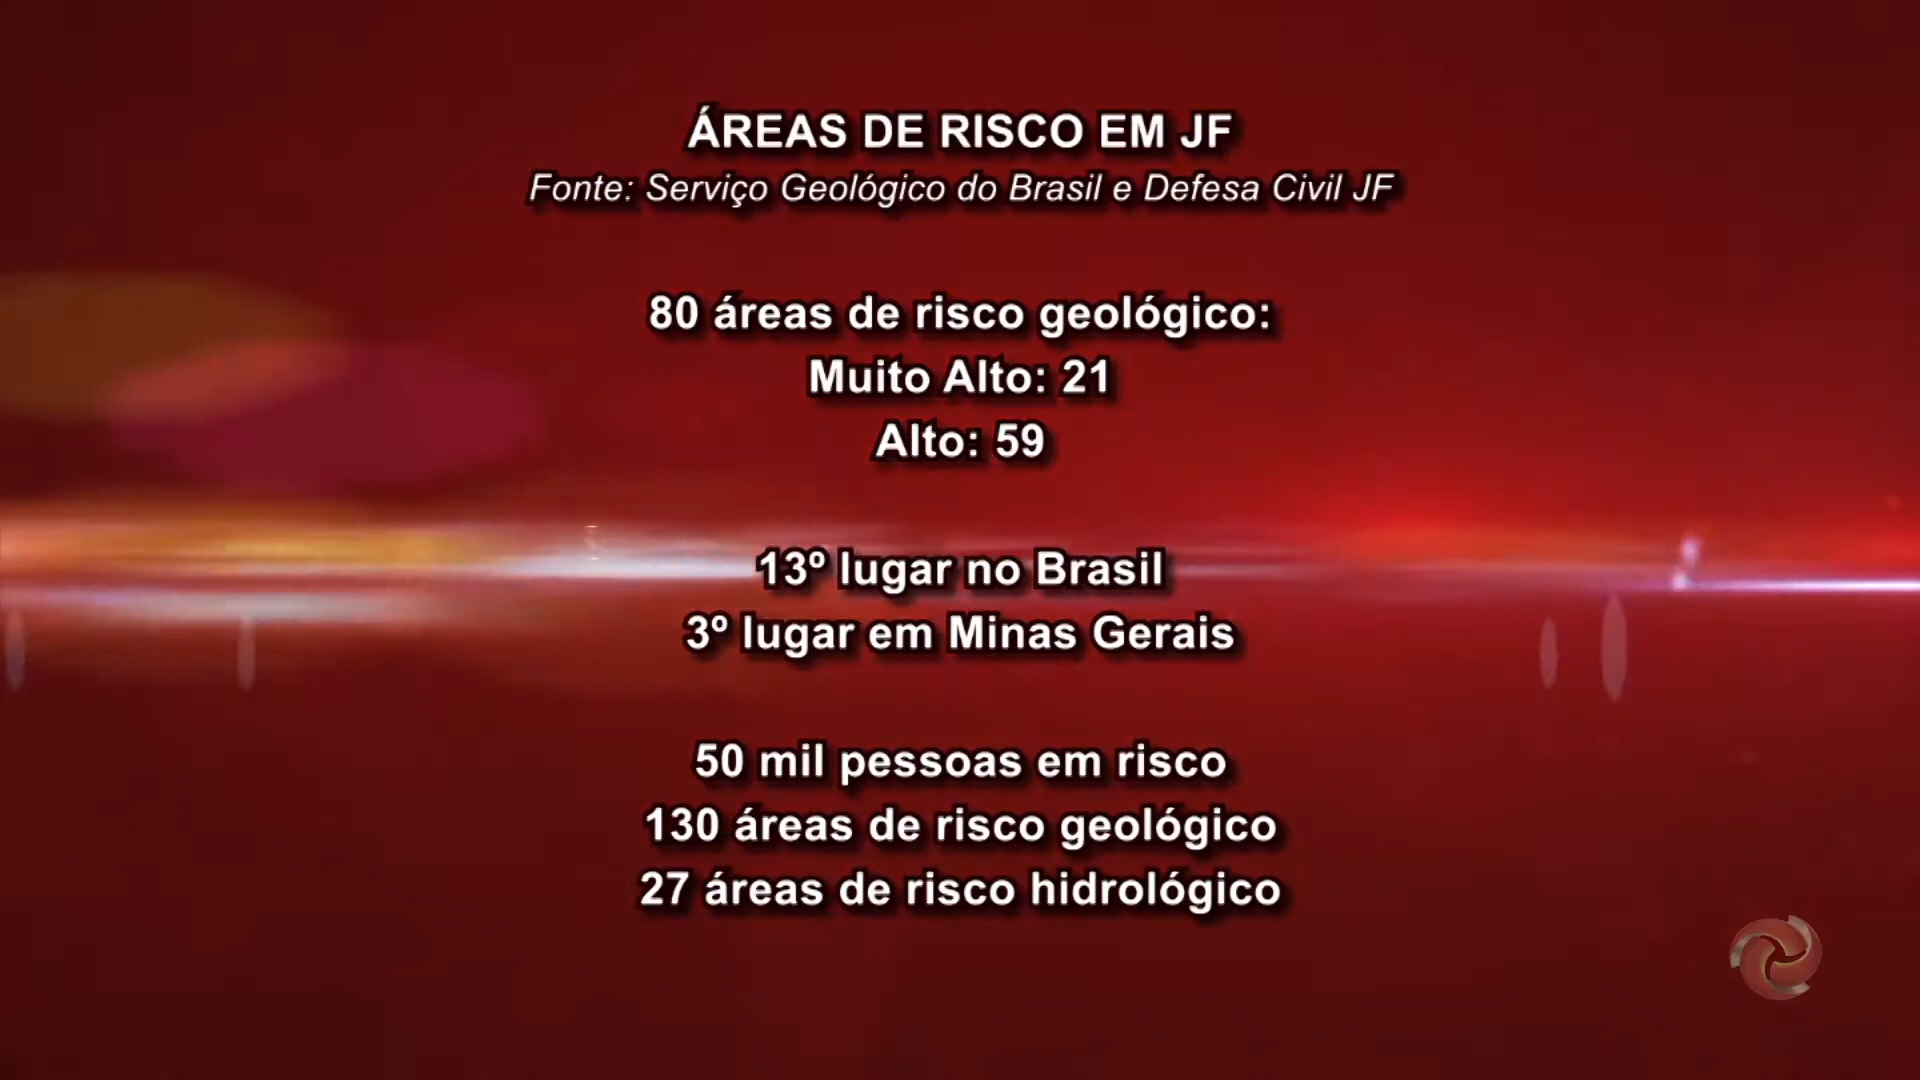 ÁREAS DE RISCO EM JF
Fonte: Serviço Geológico do Brasil e Defesa Civil JF
80 áreas de risco geológico:
Muito Alto: 21
Alto: 59
13º lugar no Brasil
3º lugar em Minas Gerais
50 mil pessoas em risco
130 áreas de risco geológico
27 áreas de risco hidrológico